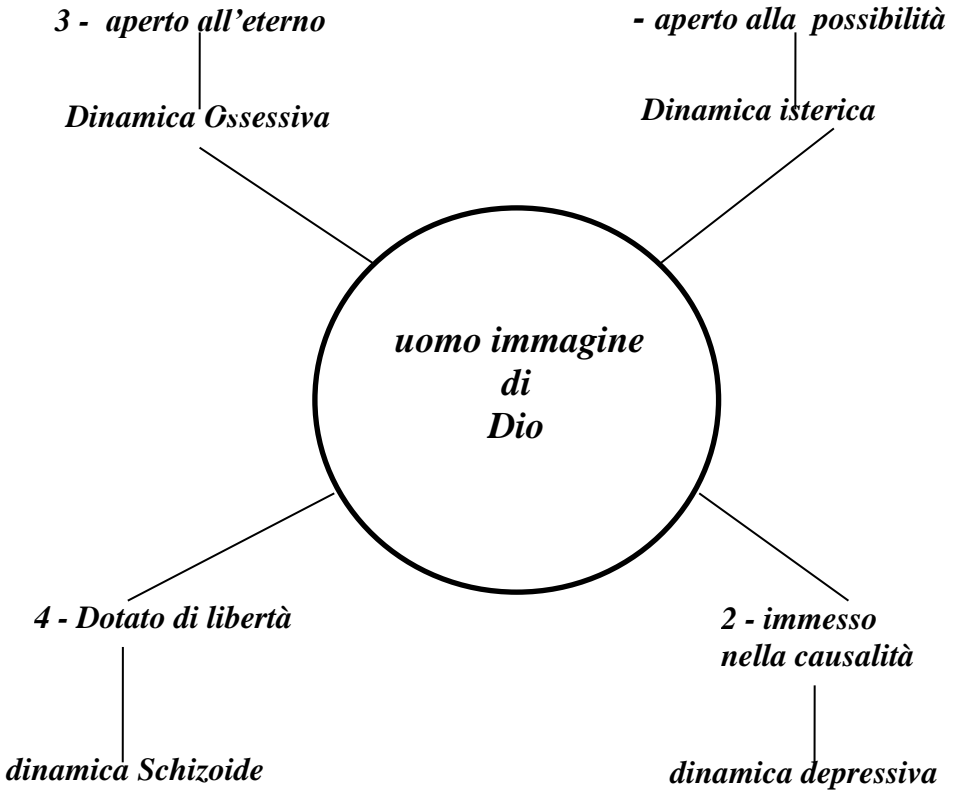 3 - aperto all'eterno
- aperto alla possibilità
Dinamica Ossessiva
Dinamica isterica
uomo immagine
di
Dio
4 - Dotato di libertà
2 - immesso
nella causalità
dinamica Schizoide
dinamica depressiva